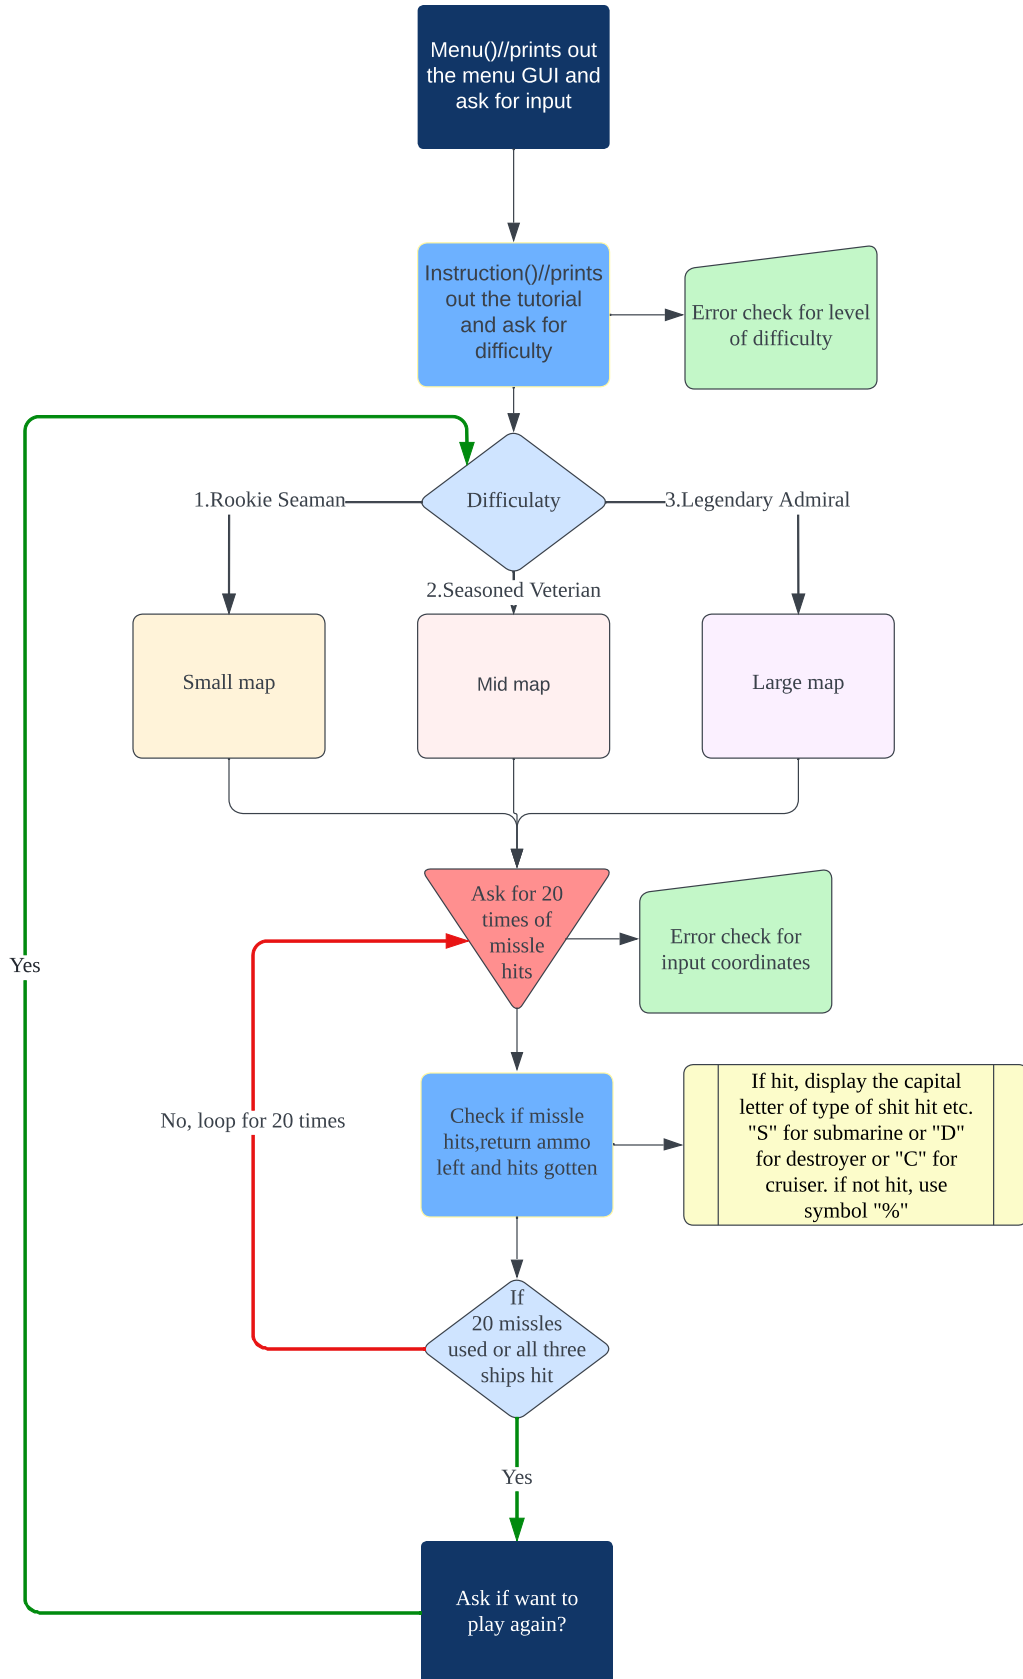 Menu()//prints out
the menu GUI and
ask for input
Instruction()//prints
out the tutorial
and ask for
difficulty
Error check for level
of difficulty
Difficulaty
1.Rookie Seaman
3.Legendary Admiral
2.Seasoned Veterian
Small map
Mid map
Large map
Ask for 20
times of
missle
hits
Error check for
input coordinates
Yes
No, loop for 20 times
Check if missle
hits,return ammo
left and hits gotten
If hit, display the capital
letter of type of shit hit etc.
"S" for submarine or "D"
for destroyer or "C" for
cruiser. if not hit, use
symbol "%"
If
20 missles
used or all three
ships hit
Yes
Ask if want to
play again?